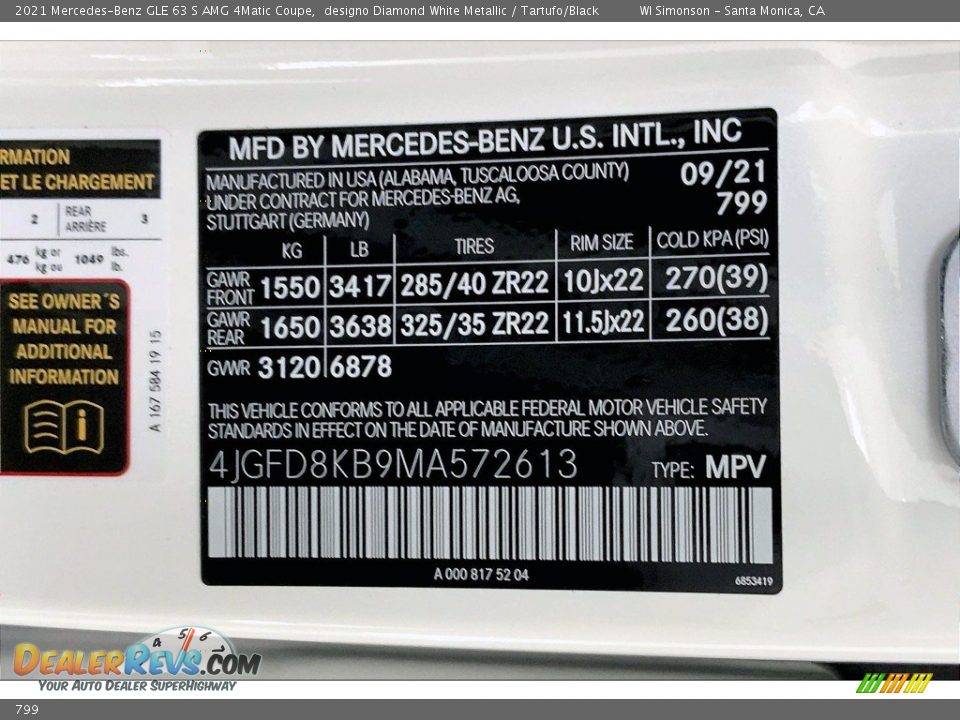 2021 Mercedes-Benz GLE 63 S AMG 4Matic Coupe, designo Diamond White Metallic / Tartufo/Black WI Simonson - Santa Monica, CA
RMATION
ET LE CHARGEMENT
2 REAR ARRIÈRE 3
476 kg or kg ou 1049 lbs. lb.
SEE OWNER'S
MANUAL FOR
ADDITIONAL
INFORMATION
i
A 167 584 19 15
MFD BY MERCEDES-BENZ U.S. INTL., INC
MANUFACTURED IN USA (ALABAMA, TUSCALOOSA COUNTY) 09/21
UNDER CONTRACT FOR MERCEDES-BENZ AG, 799
STUTTGART (GERMANY)
KG LB TIRES RIM SIZE COLD KPA (PSI)
GAWR FRONT 1550 3417 285/40 ZR22 10Jx22 270(39)
GAWR REAR 1650 3638 325/35 ZR22 11.5Jx22 260(38)
GVWR 3120 6878
THIS VEHICLE CONFORMS TO ALL APPLICABLE FEDERAL MOTOR VEHICLE SAFETY
STANDARDS IN EFFECT ON THE DATE OF MANUFACTURE SHOWN ABOVE.
4JGFD8KB9MA572613 TYPE: MPV
A 000 817 52 04
6853419
4 5 6 7
DEALERREVS.COM
YOUR AUTO DEALER SUPERHIGHWAY
799